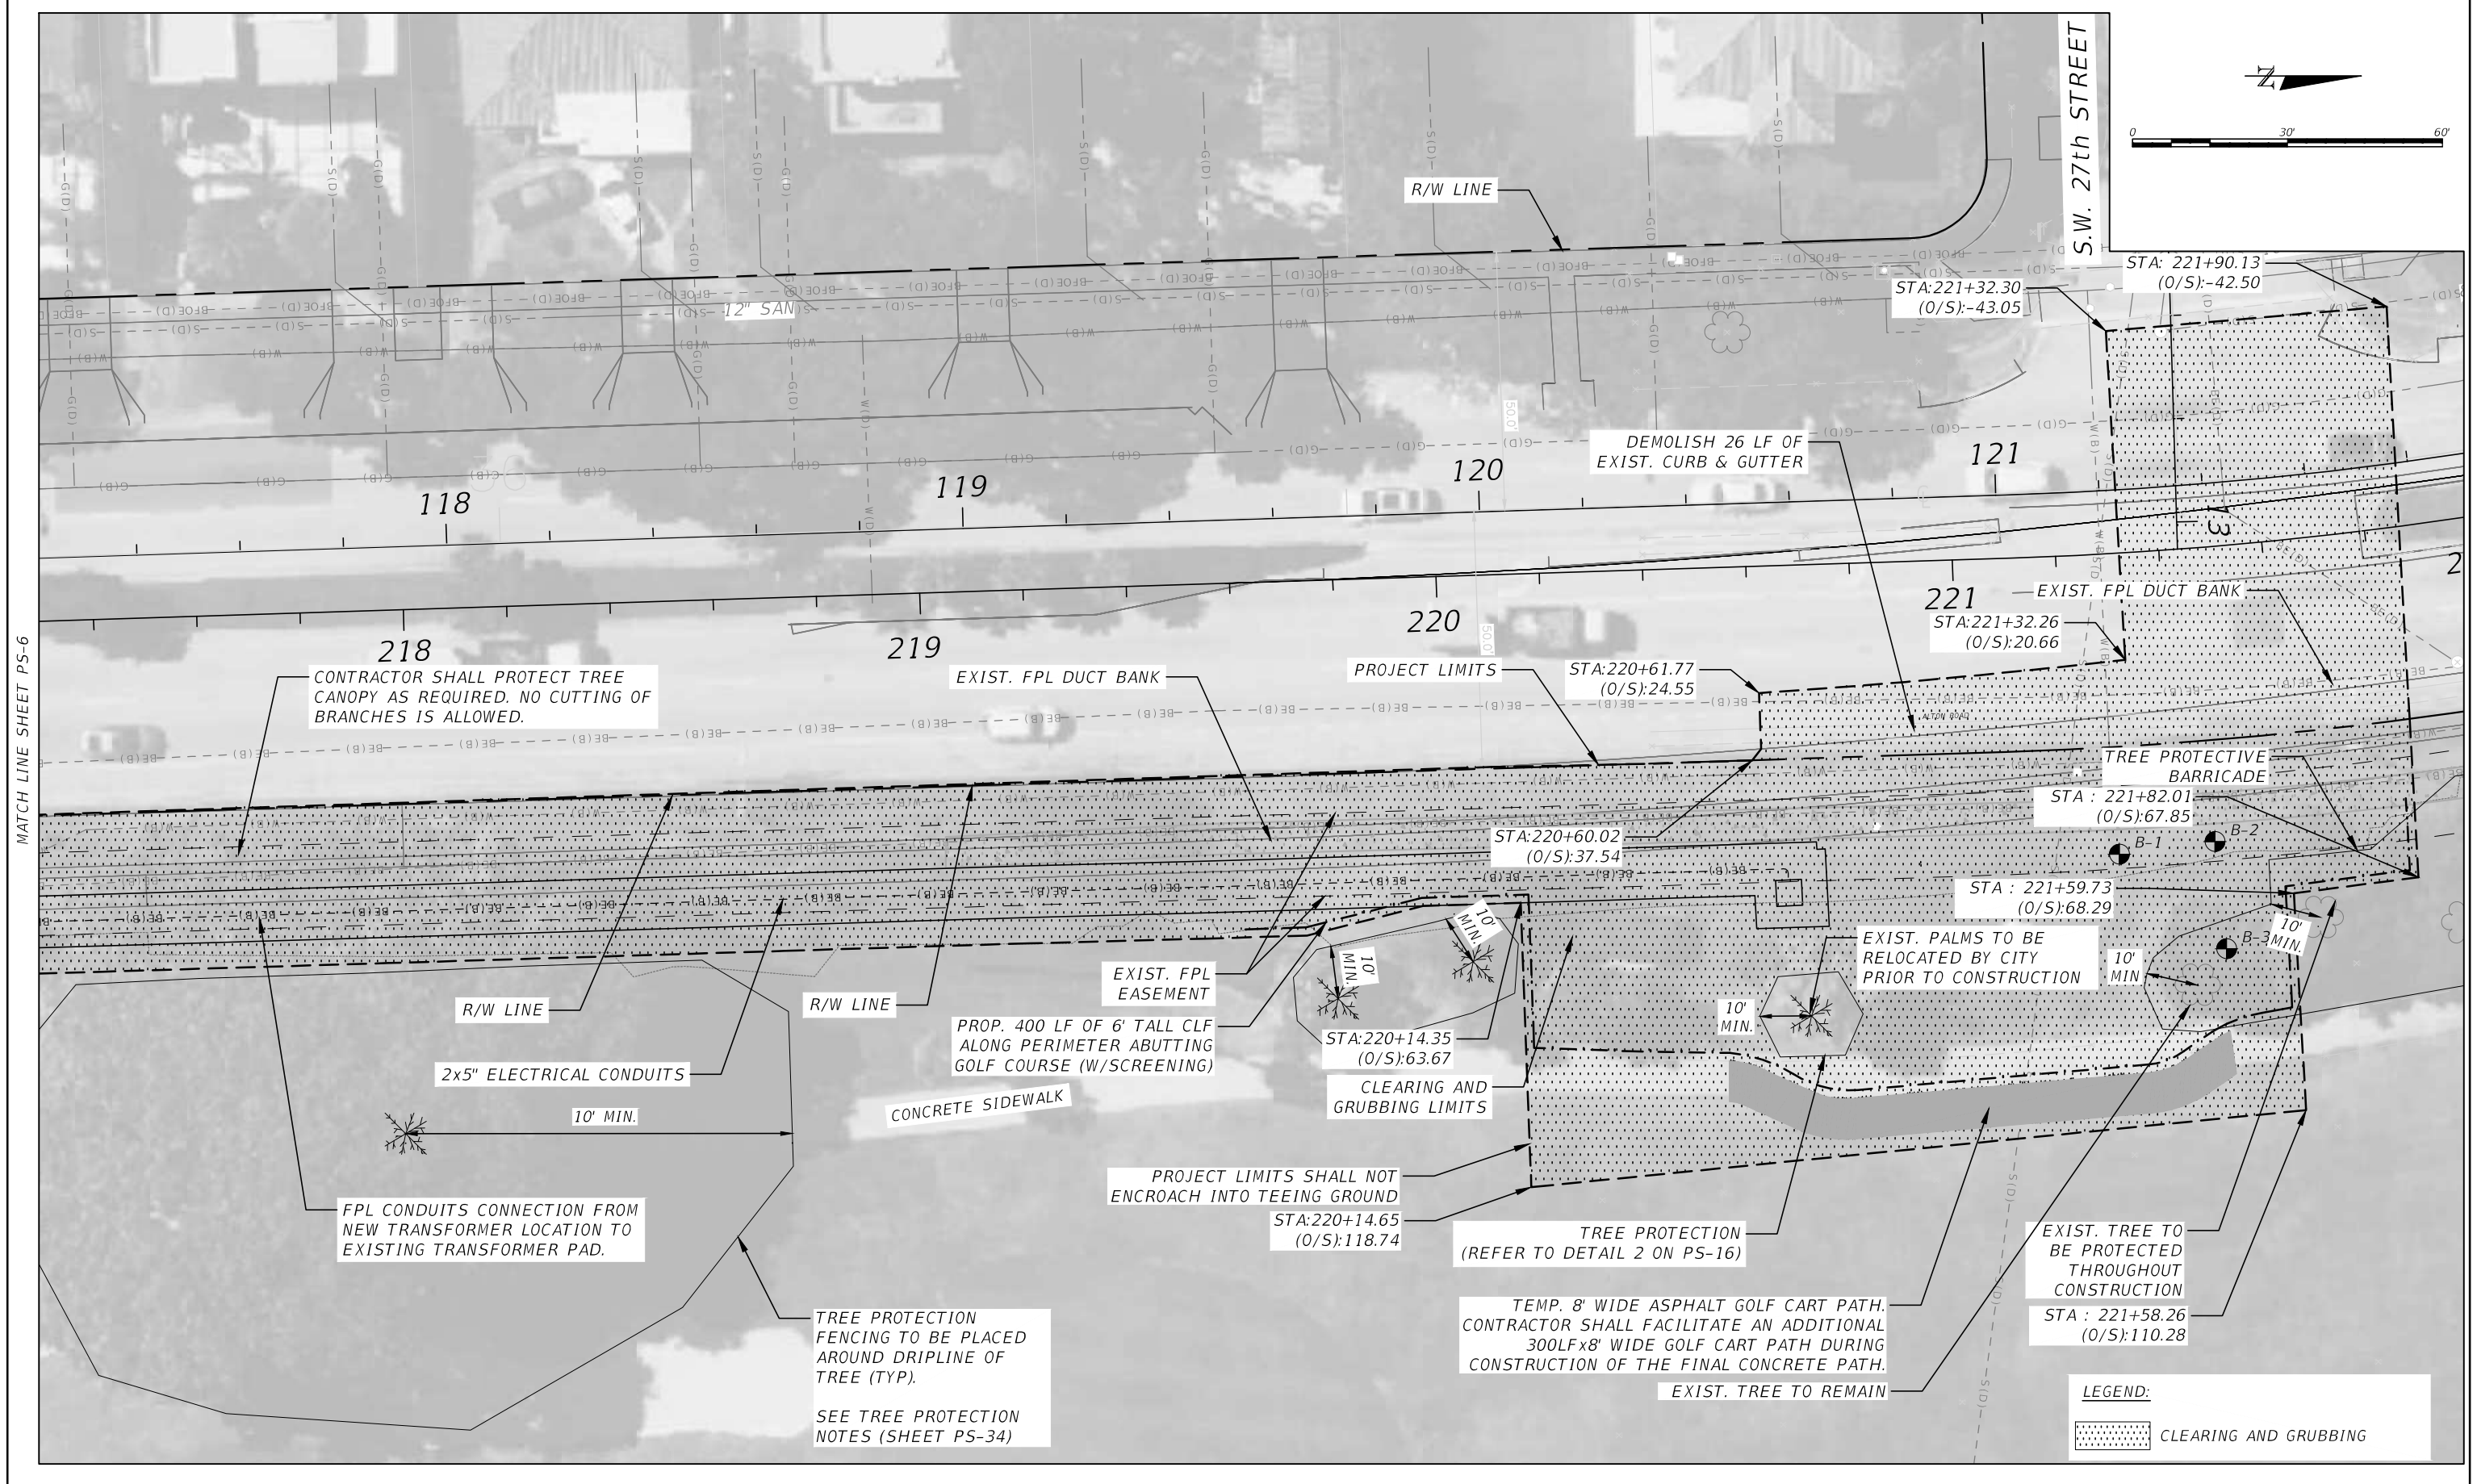 S.W. 27th STREET
0 30' 60'
N
R/W LINE
STA: 221+90.13
(O/S):-42.50
STA:221+32.30
(O/S):-43.05
12" SAN
50.0'
DEMOLISH 26 LF OF
EXIST. CURB & GUTTER
118
119
120
121
218
219
220
221
13
50.0'
EXIST. FPL DUCT BANK
STA:221+32.26
(O/S):20.66
MATCH LINE SHEET PS-6
CONTRACTOR SHALL PROTECT TREE
CANOPY AS REQUIRED. NO CUTTING OF
BRANCHES IS ALLOWED.
EXIST. FPL DUCT BANK
PROJECT LIMITS
STA:220+61.77
(O/S):24.55
ALTON ROAD
TREE PROTECTIVE
BARRICADE
STA : 221+82.01
(O/S):67.85
STA:220+60.02
(O/S):37.54
B-1
B-2
STA : 221+59.73
(O/S):68.29
10'
MIN.
10'
MIN.
EXIST. PALMS TO BE
RELOCATED BY CITY
PRIOR TO CONSTRUCTION
10'
MIN
B-3
10'
MIN.
10'
MIN.
R/W LINE
R/W LINE
EXIST. FPL
EASEMENT
PROP. 400 LF OF 6' TALL CLF
ALONG PERIMETER ABUTTING
GOLF COURSE (W/SCREENING)
STA:220+14.35
(O/S):63.67
2x5" ELECTRICAL CONDUITS
CLEARING AND
GRUBBING LIMITS
10' MIN.
CONCRETE SIDEWALK
PROJECT LIMITS SHALL NOT
ENCROACH INTO TEEING GROUND
STA:220+14.65
(O/S):118.74
FPL CONDUITS CONNECTION FROM
NEW TRANSFORMER LOCATION TO
EXISTING TRANSFORMER PAD.
TREE PROTECTION
(REFER TO DETAIL 2 ON PS-16)
EXIST. TREE TO
BE PROTECTED
THROUGHOUT
CONSTRUCTION
STA : 221+58.26
(O/S):110.28
TREE PROTECTION
FENCING TO BE PLACED
AROUND DRIPLINE OF
TREE (TYP).
SEE TREE PROTECTION
NOTES (SHEET PS-34)
TEMP. 8' WIDE ASPHALT GOLF CART PATH.
CONTRACTOR SHALL FACILITATE AN ADDITIONAL
300LFx8' WIDE GOLF CART PATH DURING
CONSTRUCTION OF THE FINAL CONCRETE PATH.
EXIST. TREE TO REMAIN
LEGEND:
CLEARING AND GRUBBING